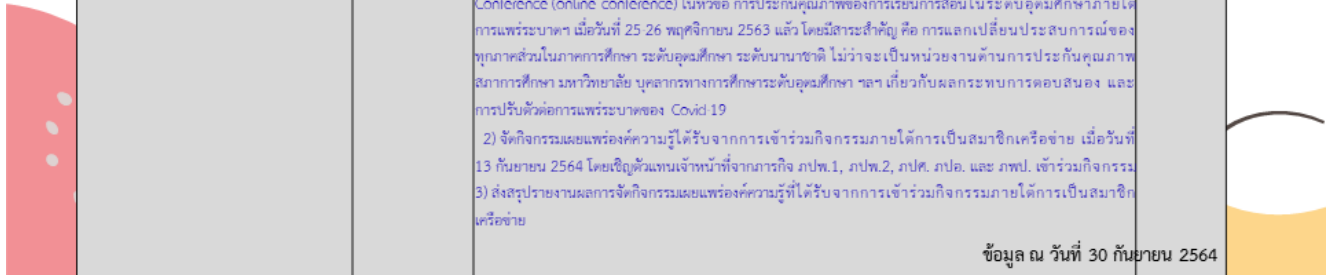 Conference (online conference) ในหัวข้อ การประกันคุณภาพของการเรียนการสอนในระดับอุดมศึกษาภายใต้
การแพร่ระบาดฯ เมื่อวันที่ 25-26 พฤศจิกายน 2563 แล้ว โดยมีสาระสำคัญ คือ การแลกเปลี่ยนประสบการณ์ของ
ทุกภาคส่วนในภาคการศึกษา ระดับอุดมศึกษา ระดับนานาชาติ ไม่ว่าจะเป็นหน่วยงานด้านการประกันคุณภาพ
สภาการศึกษา มหาวิทยาลัย บุคลากรทางการศึกษาระดับอุดมศึกษา ฯลฯ เกี่ยวกับผลกระทบการตอบสนอง และ
การปรับตัวต่อการแพร่ระบาดของ Covid-19
2) จัดกิจกรรมเผยแพร่องค์ความรู้ได้รับจากการเข้าร่วมกิจกรรมภายใต้การเป็นสมาชิกเครือข่าย เมื่อวันที่
13 กันยายน 2564 โดยเชิญตัวแทนเจ้าหน้าที่จากภารกิจ ภปพ.1, ภปพ.2, ภปศ. ภปอ. และ ภพป. เข้าร่วมกิจกรรม
3) ส่งสรุปรายงานผลการจัดกิจกรรมเผยแพร่องค์ความรู้ที่ได้รับจากการเข้าร่วมกิจกรรมภายใต้การเป็นสมาชิก
เครือข่าย
ข้อมูล ณ วันที่ 30 กันยายน 2564